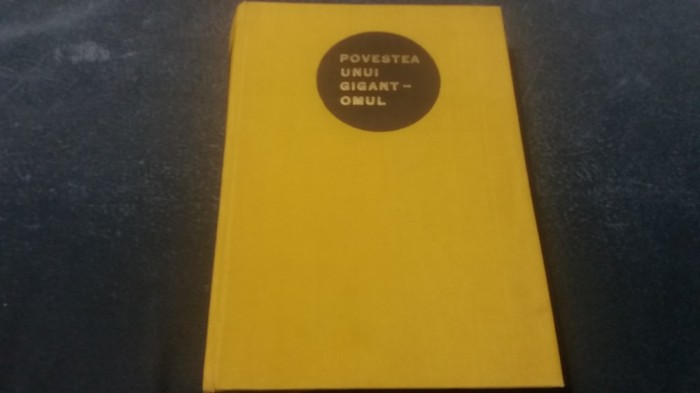 POVESTEA
UNUI
GIGANT-
OMUL